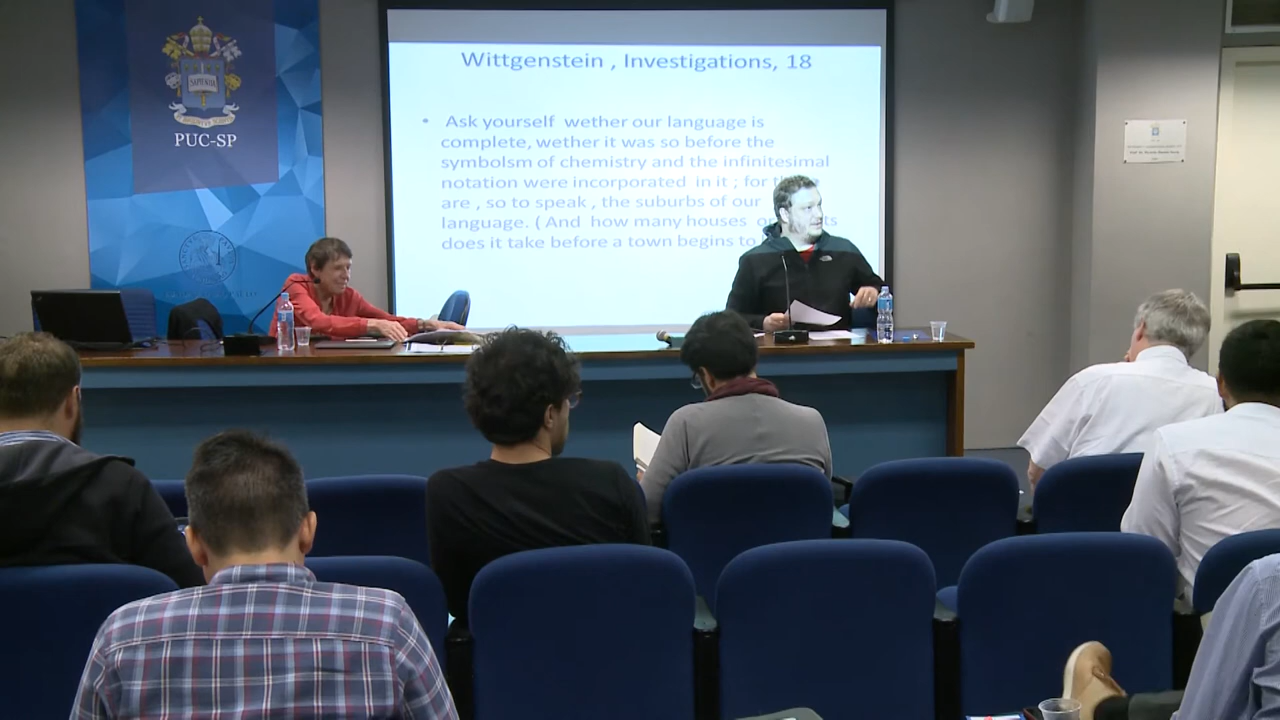 SAPIENTIA
PUC-SP
Wittgenstein , Investigations, 18
• Ask yourself wether our language is
complete, wether it was so before the
symbolsm of chemistry and the infinitesimal
notation were incorporated in it ; for
are , so to speak , the suburbs of our
language. ( And how many houses
does it take before a town begins to